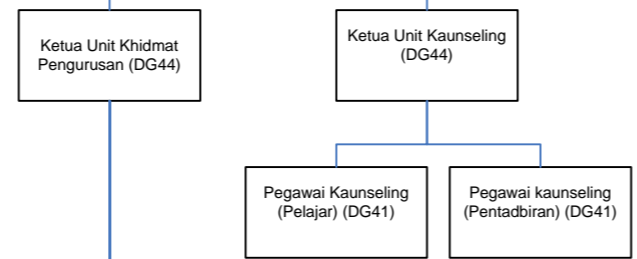 Ketua Unit Khidmat
Pengurusan (DG44)
Ketua Unit Kaunseling
(DG44)
Pegawai Kaunseling
(Pelajar) (DG41)
Pegawai kaunseling
(Pentadbiran) (DG41)